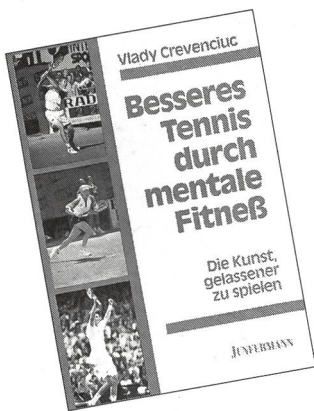 Vlady Crevenciuc
Besseres
Tennis
durch
mentale
Fitneß
Die Kunst,
gelassener
zu spielen
JUNFERMANN